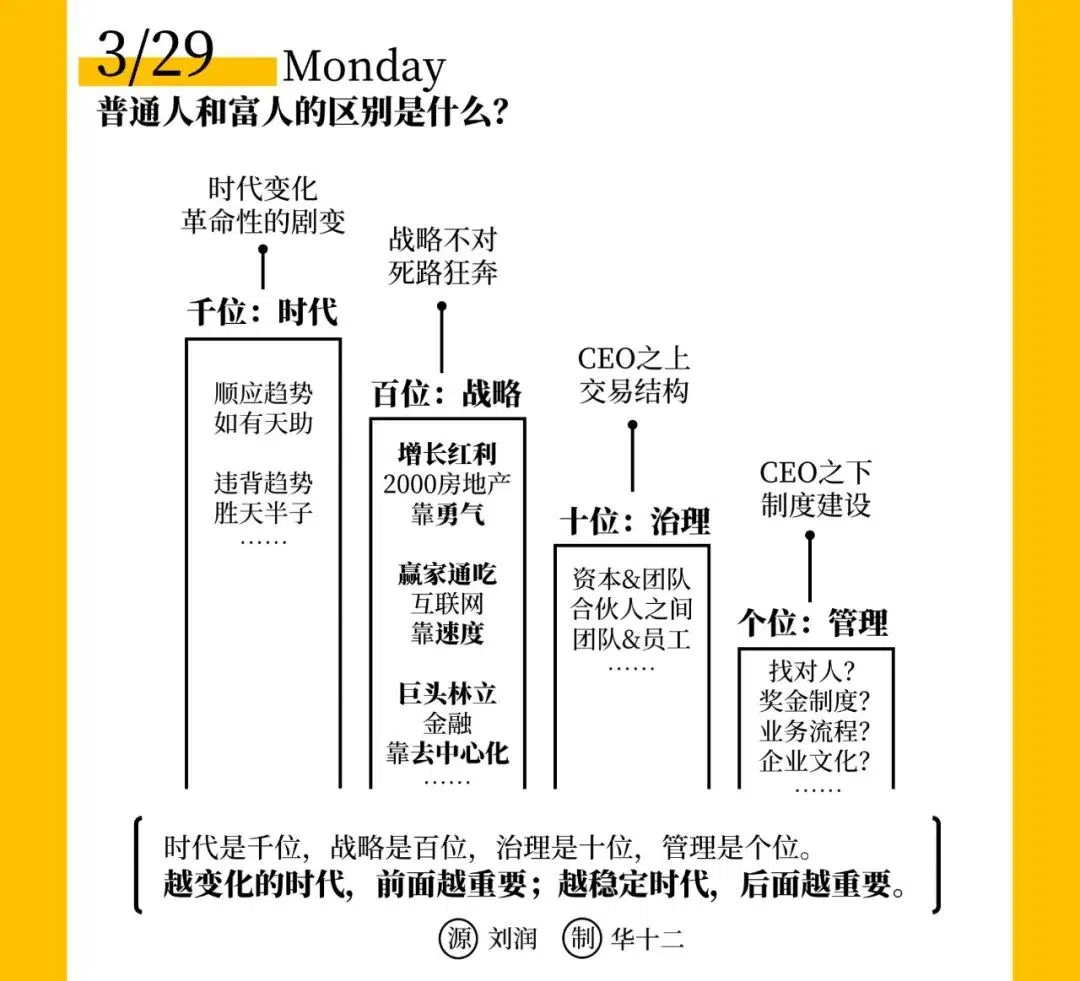 3/29 Monday
普通人和富人的区别是什么？
时代变化
革命性的剧变
千位：时代
顺应趋势
如有天助
违背趋势
胜天半子
……
战略不对
死路狂奔
百位：战略
增长红利
2000房地产
靠勇气
赢家通吃
互联网
靠速度
巨头林立
金融
靠去中心化
……
CEO之上
交易结构
十位：治理
资本&团队
合伙人之间
团队&员工
……
CEO之下
制度建设
个位：管理
找对人？
奖金制度？
业务流程？
企业文化？
……
时代是千位，战略是百位，治理是十位，管理是个位。
越变化的时代，前面越重要；越稳定时代，后面越重要。
源 刘润 制 华十二